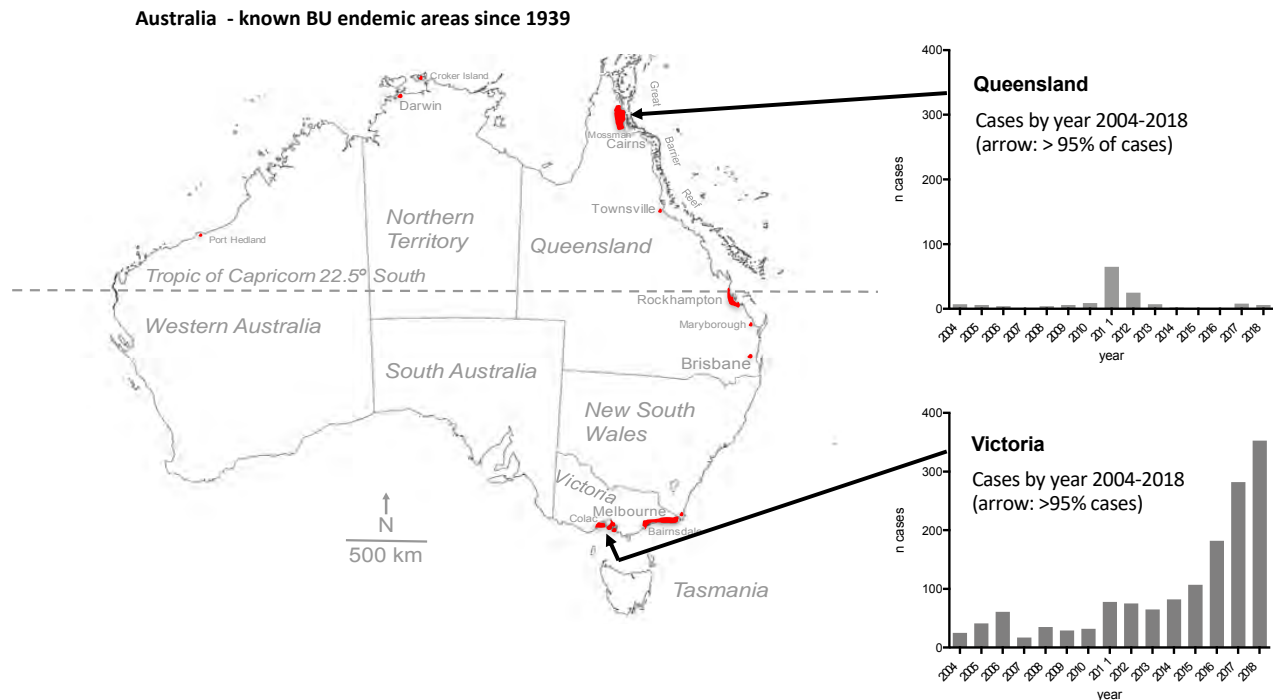 Australia - known BU endemic areas since 1939
Croker Island
Darwin
Great
Barrier
Reef
Mossman
Cairns
Townsville
Port Hedland
Northern
Territory
Queensland
Tropic of Capricorn 22.5º South
Rockhampton
Western Australia
Maryborough
Brisbane
South Australia
New South
Wales
Victoria
Melbourne
Colac
Bairnsdale
N
500 km
Tasmania
400
300
200
100
0
n cases
Queensland
Cases by year 2004-2018
(arrow: > 95% of cases)
2004
2005
2006
2007
2008
2009
2010
2011
2012
2013
2014
2015
2016
2017
2018
year
400
300
200
100
0
n cases
Victoria
Cases by year 2004-2018
(arrow: >95% cases)
2004
2005
2006
2007
2008
2009
2010
2011
2012
2013
2014
2015
2016
2017
2018
year